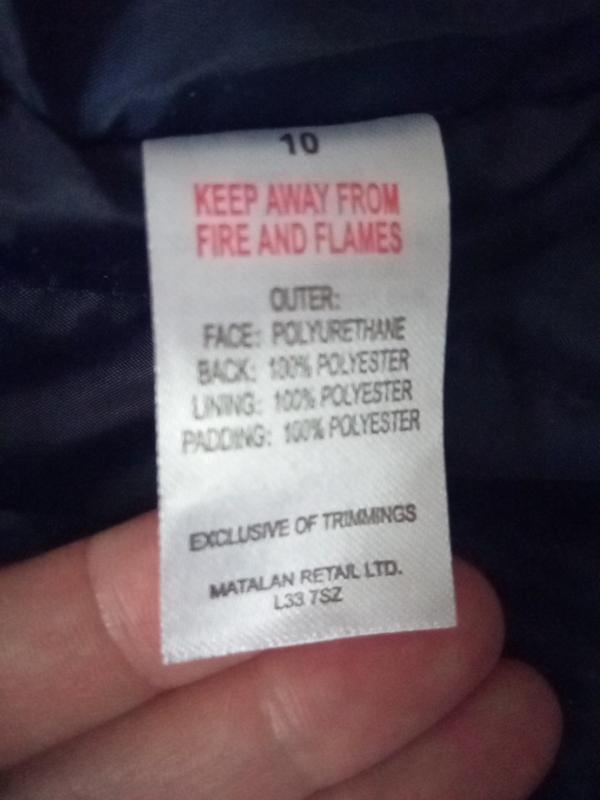 10
KEEP AWAY FROM
FIRE AND FLAMES
OUTER:
FACE: POLYURETHANE
BACK: 100% POLYESTER
LINING: 100% POLYESTER
PADDING: 100% POLYESTER
EXCLUSIVE OF TRIMMINGS
MATALAN RETAIL LTD.
L33 7SZ